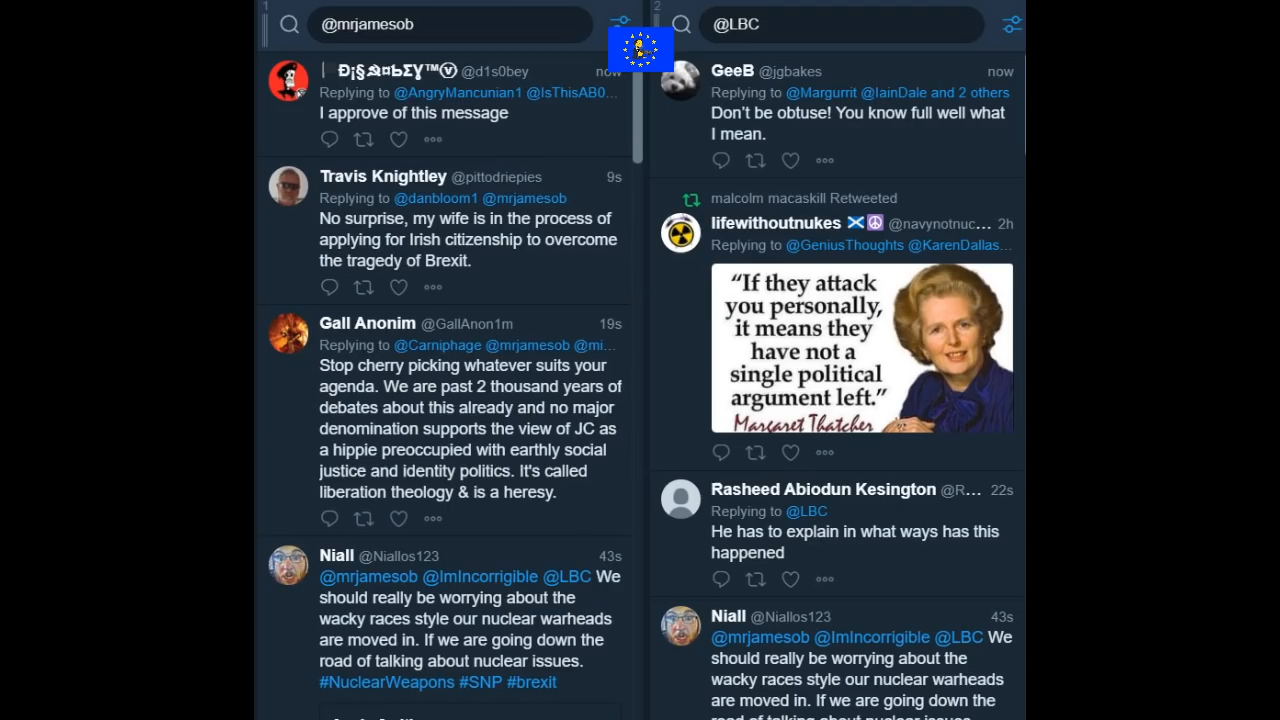 1
@mrjamesob
Ð¡§☭¤ƄΣƔ™ⓥ @d1s0bey now
Replying to @AngryMancunian1 @IsThisAB0...
I approve of this message
Travis Knightley @pittodriepies 9s
Replying to @danbloom1 @mrjamesob
No surprise, my wife is in the process of
applying for Irish citizenship to overcome
the tragedy of Brexit.
Gall Anonim @GallAnon1m 19s
Replying to @Carniphage @mrjamesob @mi...
Stop cherry picking whatever suits your
agenda. We are past 2 thousand years of
debates about this already and no major
denomination supports the view of JC as
a hippie preoccupied with earthly social
justice and identity politics. It's called
liberation theology & is a heresy.
Niall @Niallos123 43s
@mrjamesob @ImIncorrigible @LBC We
should really be worrying about the
wacky races style our nuclear warheads
are moved in. If we are going down the
road of talking about nuclear issues.
#NuclearWeapons #SNP #brexit
2
@LBC
GeeB @jgbakes now
Replying to @Margurrit @IainDale and 2 others
Don't be obtuse! You know full well what
I mean.
malcolm macaskill Retweeted
lifewithoutnukes @navynotnuc... 2h
Replying to @GeniusThoughts @KarenDallas...
“If they attack
you personally,
it means they
have not a
single political
argument left.”
Margaret Thatcher
Rasheed Abiodun Kesington @R... 22s
Replying to @LBC
He has to explain in what ways has this
happened
Niall @Niallos123 43s
@mrjamesob @ImIncorrigible @LBC We
should really be worrying about the
wacky races style our nuclear warheads
are moved in. If we are going down the
road of talking about nuclear issues